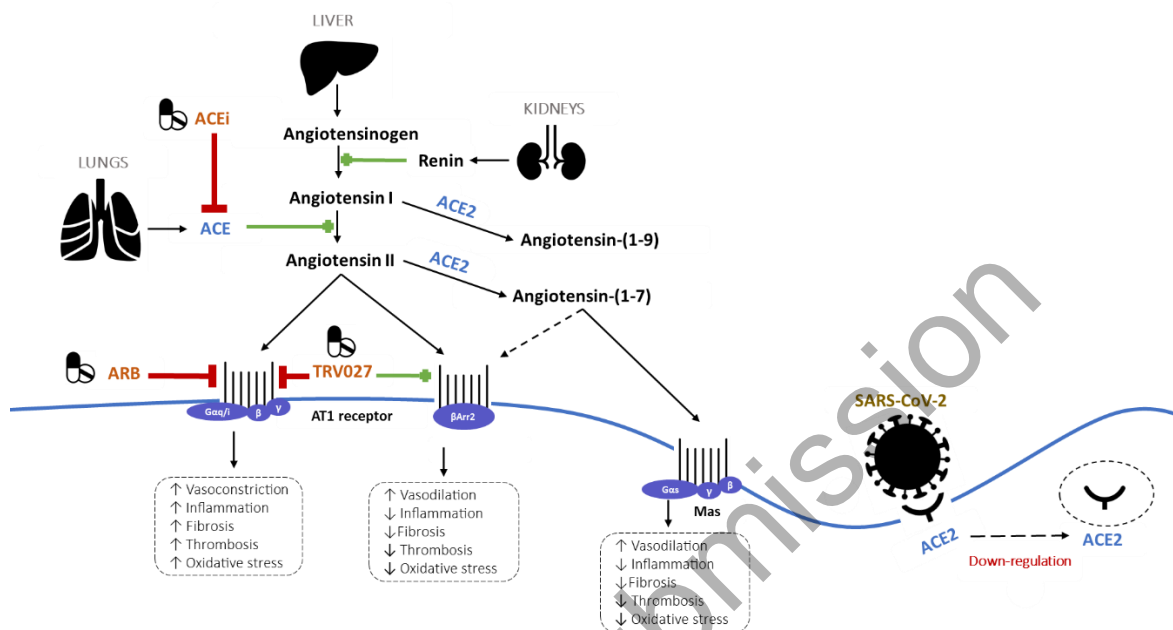 LIVER
KIDNEYS
ACEi
Angiotensinogen
LUNGS
Renin
Angiotensin I
ACE2
ACE
Angiotensin-(1-9)
Angiotensin II
ACE2
Angiotensin-(1-7)
ARB
TRV027
SARS-CoV-2
Gαq/i
β
γ
AT1 receptor
βArr2
Gαs
γ
β
Mas
↑ Vasoconstriction
↑ Inflammation
↑ Fibrosis
↑ Thrombosis
↑ Oxidative stress
↑ Vasodilation
↓ Inflammation
↓Fibrosis
↓ Thrombosis
↓ Oxidative stress
↑ Vasodilation
↓ Inflammation
↓Fibrosis
↓ Thrombosis
↓ Oxidative stress
ACE2
ACE2
Down-regulation